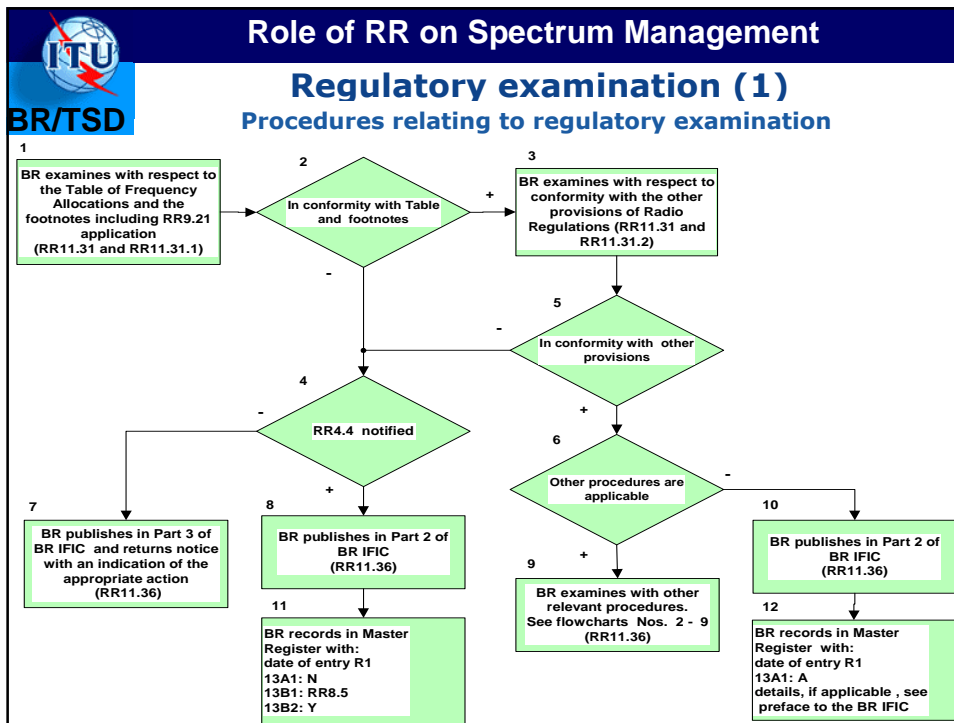 Role of RR on Spectrum Management
ITU
BR/TSD
Regulatory examination (1)
Procedures relating to regulatory examination
1
BR examines with respect to
the Table of Frequency
Allocations and the
footnotes including RR9.21
application
(RR11.31 and RR11.31.1)
2
In conformity with Table
and footnotes
+
-
3
BR examines with respect to
conformity with the other
provisions of Radio
Regulations (RR11.31 and
RR11.31.2)
5
In conformity with other
provisions
-
+
4
RR4.4 notified
-
+
6
Other procedures are
applicable
-
+
7
BR publishes in Part 3 of
BR IFIC and returns notice
with an indication of the
appropriate action
(RR11.36)
8
BR publishes in Part 2 of
BR IFIC
(RR11.36)
9
BR examines with other
relevant procedures.
See flowcharts Nos. 2 - 9
(RR11.36)
10
BR publishes in Part 2 of
BR IFIC
(RR11.36)
11
BR records in Master
Register with:
date of entry R1
13A1: N
13B1: RR8.5
13B2: Y
12
BR records in Master
Register with:
date of entry R1
13A1: A
details, if applicable , see
preface to the BR IFIC